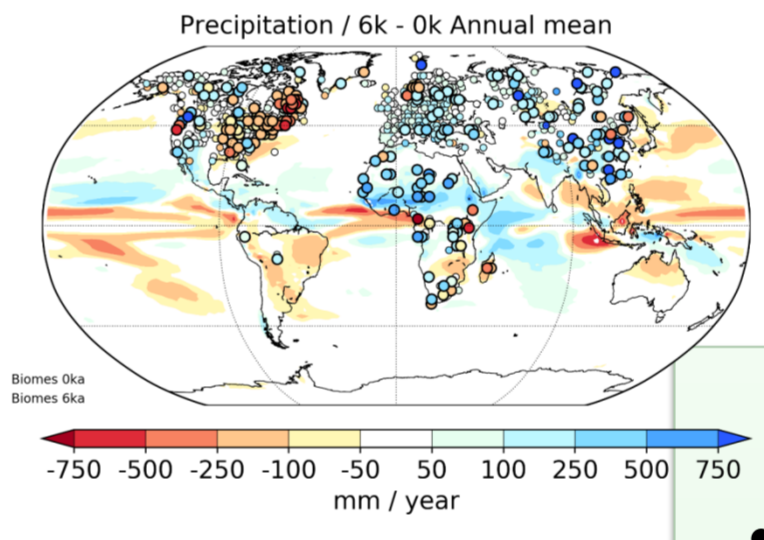 Precipitation / 6k - 0k Annual mean
Biomes 0ka
Biomes 6ka
-750 -500 -250 -100 -50 50 100 250 500 750
mm / year